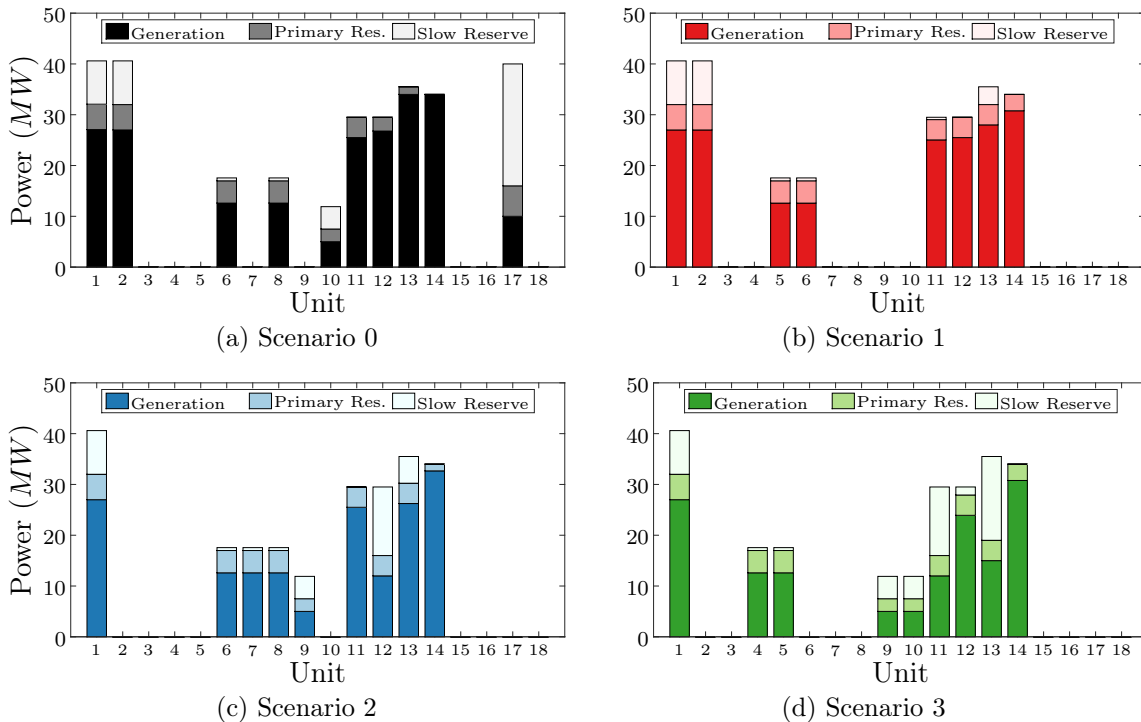 Generation Primary Res. Slow Reserve
Power (MW)
50
40
30
20
10
0
1 2 3 4 5 6 7 8 9 10 11 12 13 14 15 16 17 18
Unit
(a) Scenario 0
Generation Primary Res. Slow Reserve
50
40
30
20
10
0
1 2 3 4 5 6 7 8 9 10 11 12 13 14 15 16 17 18
Unit
(b) Scenario 1
Generation Primary Res. Slow Reserve
Power (MW)
50
40
30
20
10
0
1 2 3 4 5 6 7 8 9 10 11 12 13 14 15 16 17 18
Unit
(c) Scenario 2
Generation Primary Res. Slow Reserve
50
40
30
20
10
0
1 2 3 4 5 6 7 8 9 10 11 12 13 14 15 16 17 18
Unit
(d) Scenario 3